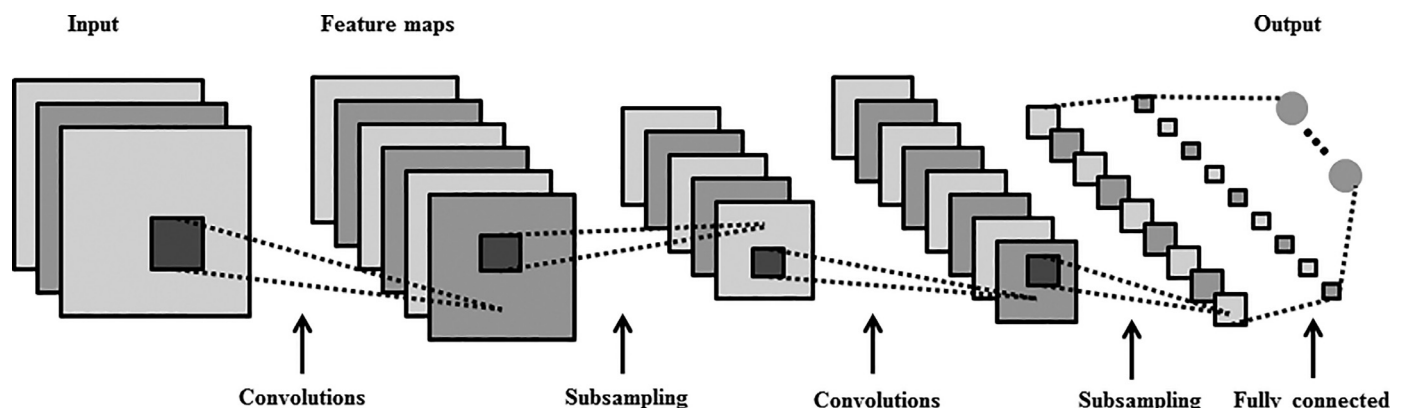 Input
Feature maps
Output
Convolutions
Subsampling
Convolutions
Subsampling
Fully connected